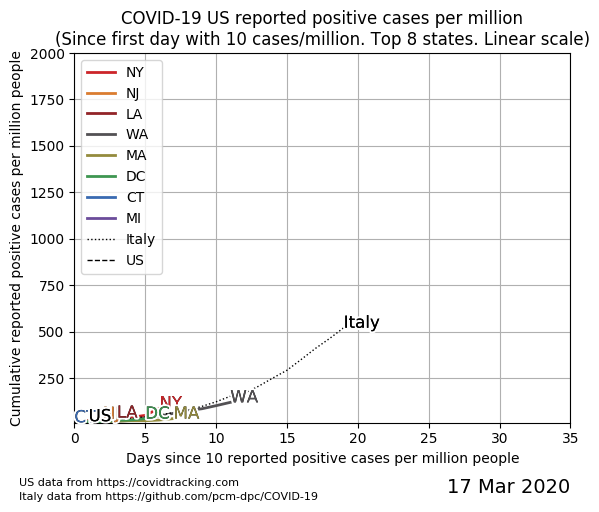 COVID-19 US reported positive cases per million
(Since first day with 10 cases/million. Top 8 states. Linear scale)
Cumulative reported positive cases per million people
2000
1750
1500
1250
1000
750
500
250
NY
NJ
LA
WA
MA
DC
CT
MI
Italy
US
Italy
WA
NY
MA
DC
LA
US
0
5
10
15
20
25
30
35
Days since 10 reported positive cases per million people
US data from https://covidtracking.com
Italy data from https://github.com/pcm-dpc/COVID-19
17 Mar 2020